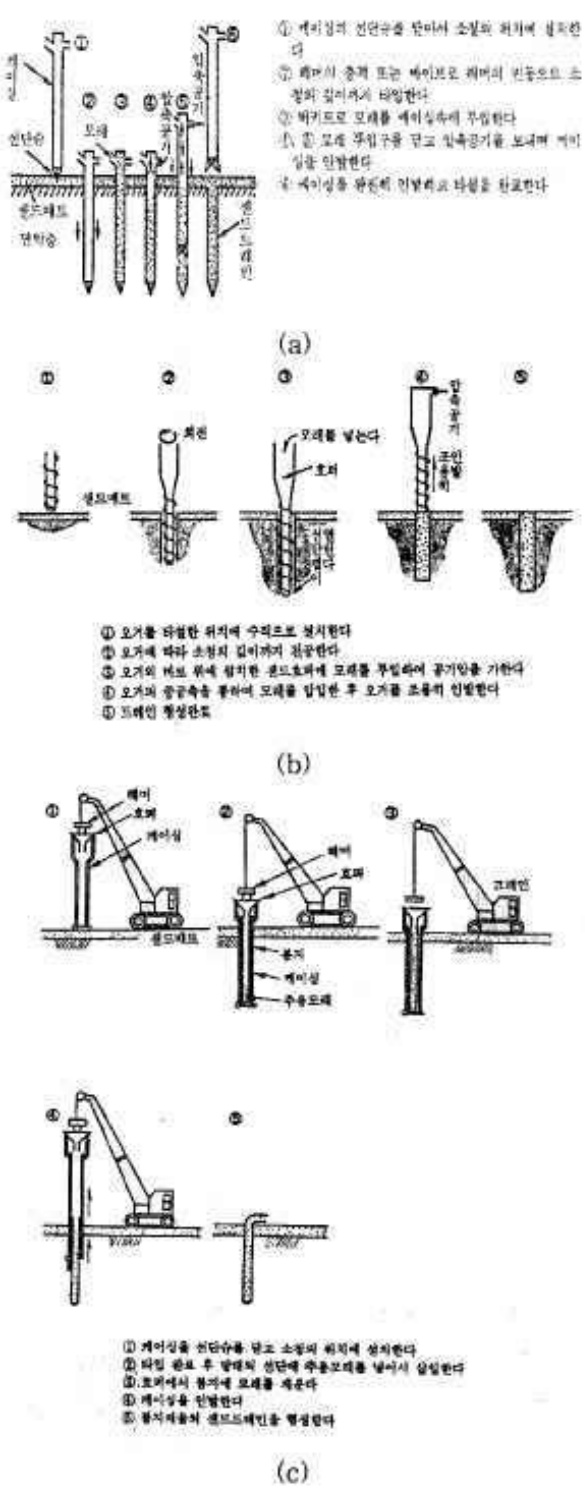 케이싱
선단슈
샌드매트
연약층
①
②
③
④
⑤
⑥
모래
압축공기
압축공기
샌드드레인
① 케이싱의 선단슈를 닫아서 소정의 위치에 설치한
다
② 해머의 충격 또는 바이브로 해머의 진동으로 소
정의 깊이까지 타입한다
③ 버키트로 모래를 케이싱속에 투입한다
모래 투입구를 닫고 압축공기를 보내며 케이
싱을 인발한다
케이싱를 완전히 인발하고 타설을 완료한다
(a)
①
②
③
④
⑤
회전
모래를 넣는다
호퍼
샌드매트
압축공기
조용히
인발
① 오거를 타설한 위치에 수직으로 설치한다
② 오거에 따라 소정의 깊이까지 천공한다
③ 오거의 바로 위에 설치한 샌드호퍼에 모래를 투입하여 공기압을 가한다
④ 오거의 중공축을 통하여 모래를 압입한 후 오거를 조용히 인발한다
⑤ 드레인 형성완료
(b)
①
해머
호퍼
케이싱
샌드매트
②
해머
호퍼
봉지
케이싱
추용모래
③
크레인
④
⑤
① 케이싱을 선단슈를 닫고 소정의 위치에 설치한다
② 타입 완료 후 망태의 선단에 추용모래를 넣어서 삽입한다
③ 호퍼에서 봉지에 모래를 채운다
④ 케이싱을 인발한다
⑤ 봉지채움의 샌드드레인을 형성한다
(c)